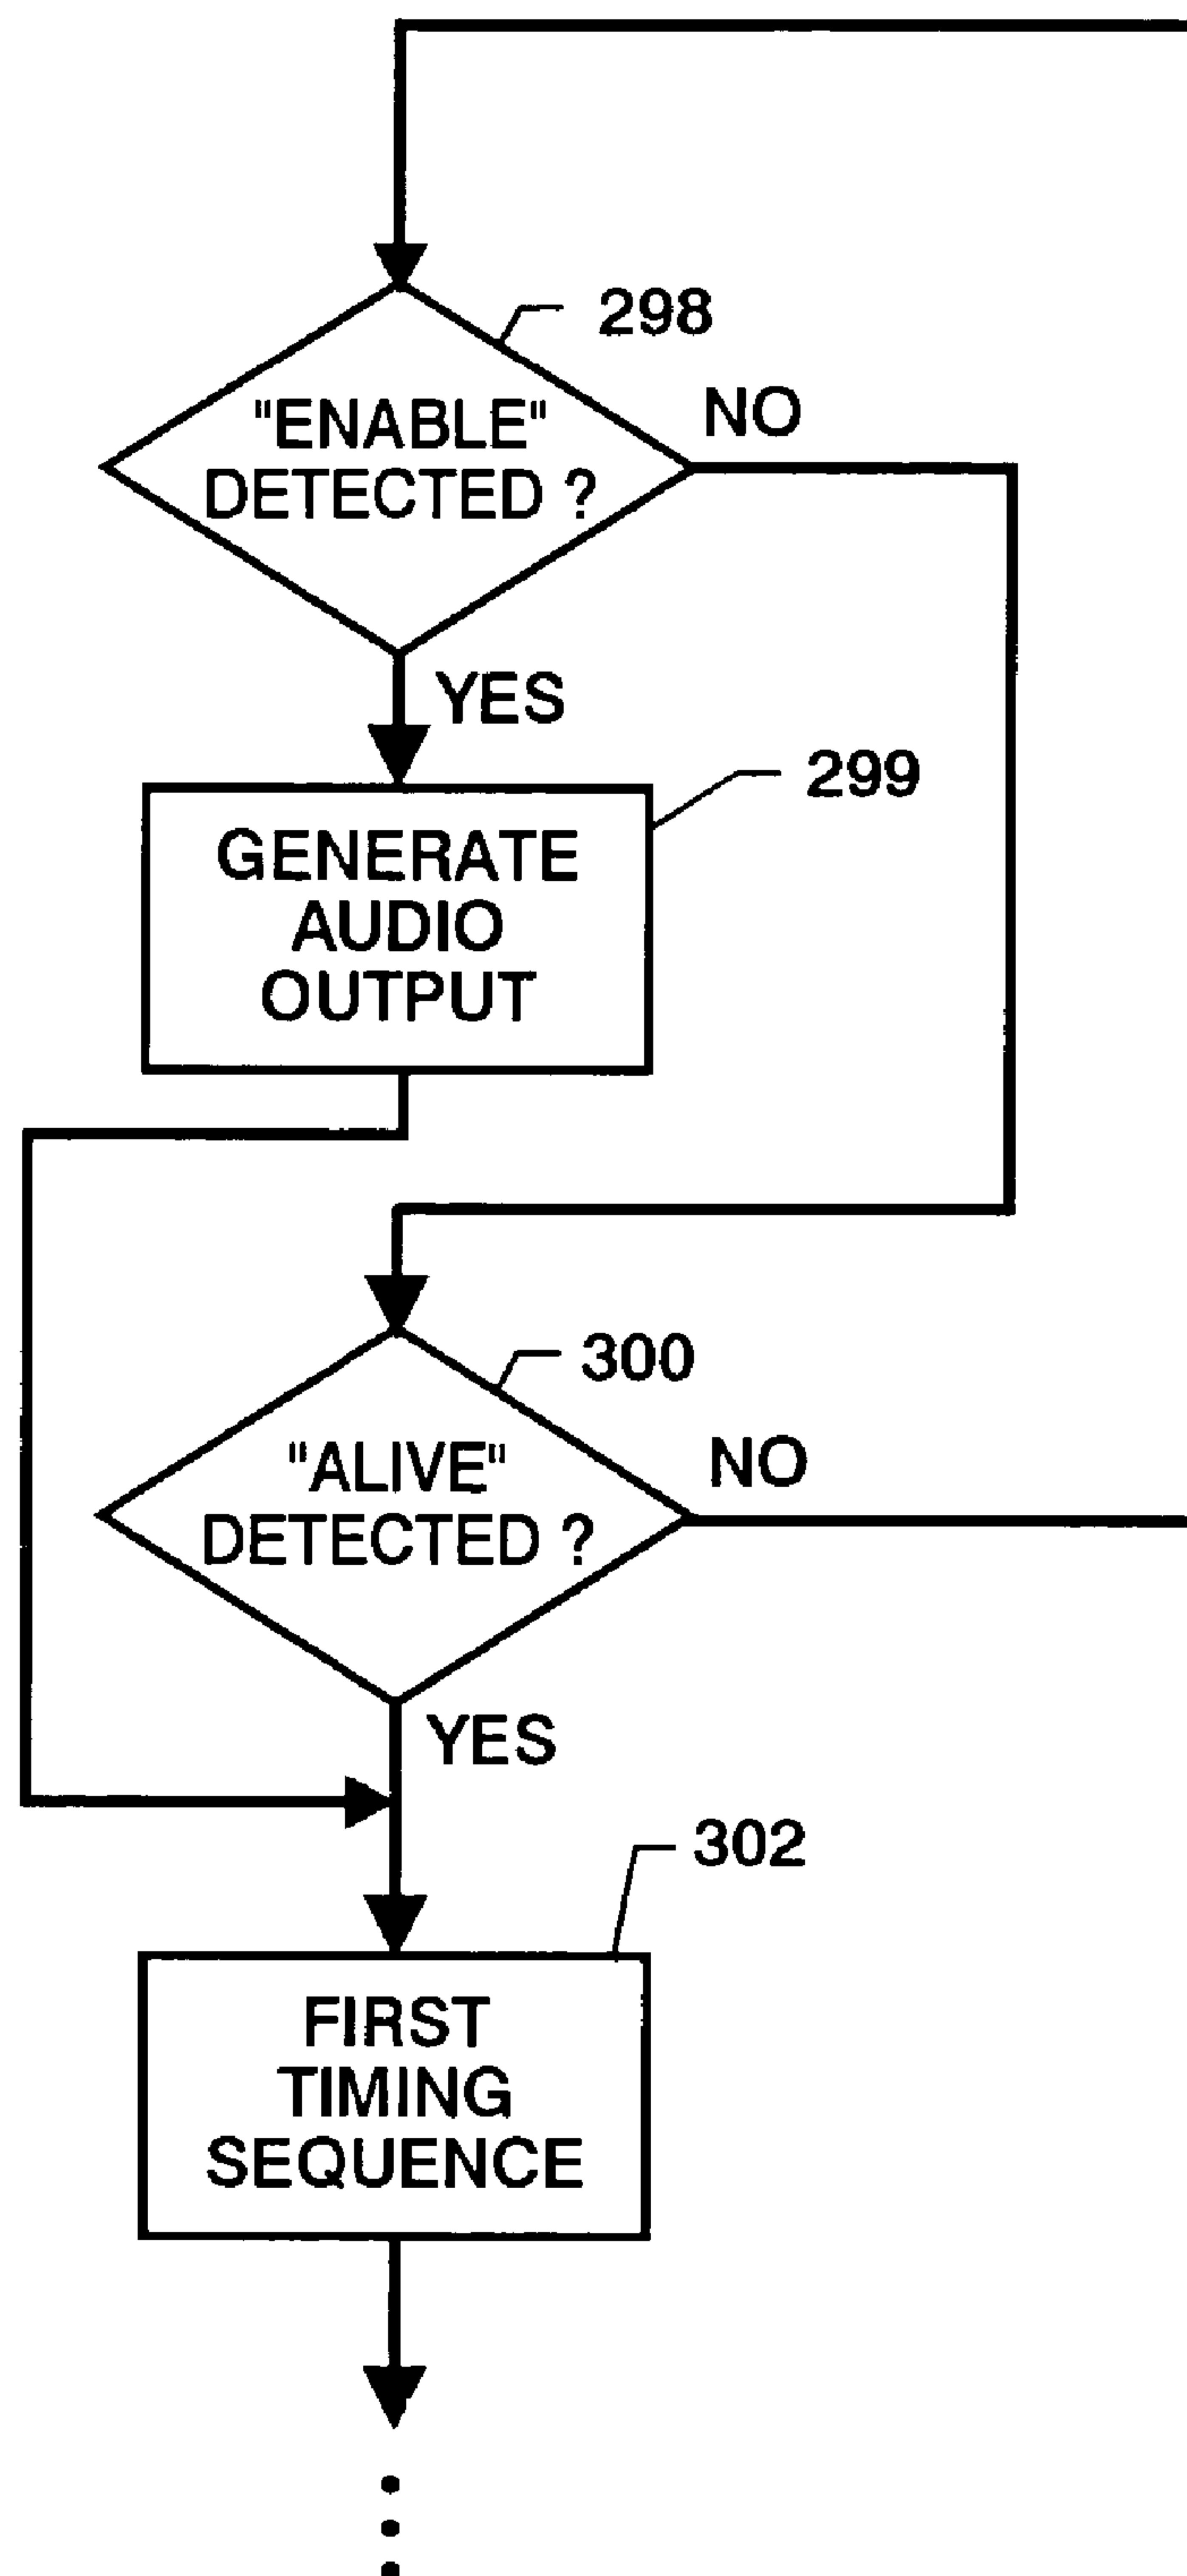 298
"ENABLE"
DETECTED ?
NO
YES
299
GENERATE
AUDIO
OUTPUT
300
"ALIVE"
DETECTED ?
NO
YES
302
FIRST
TIMING
SEQUENCE